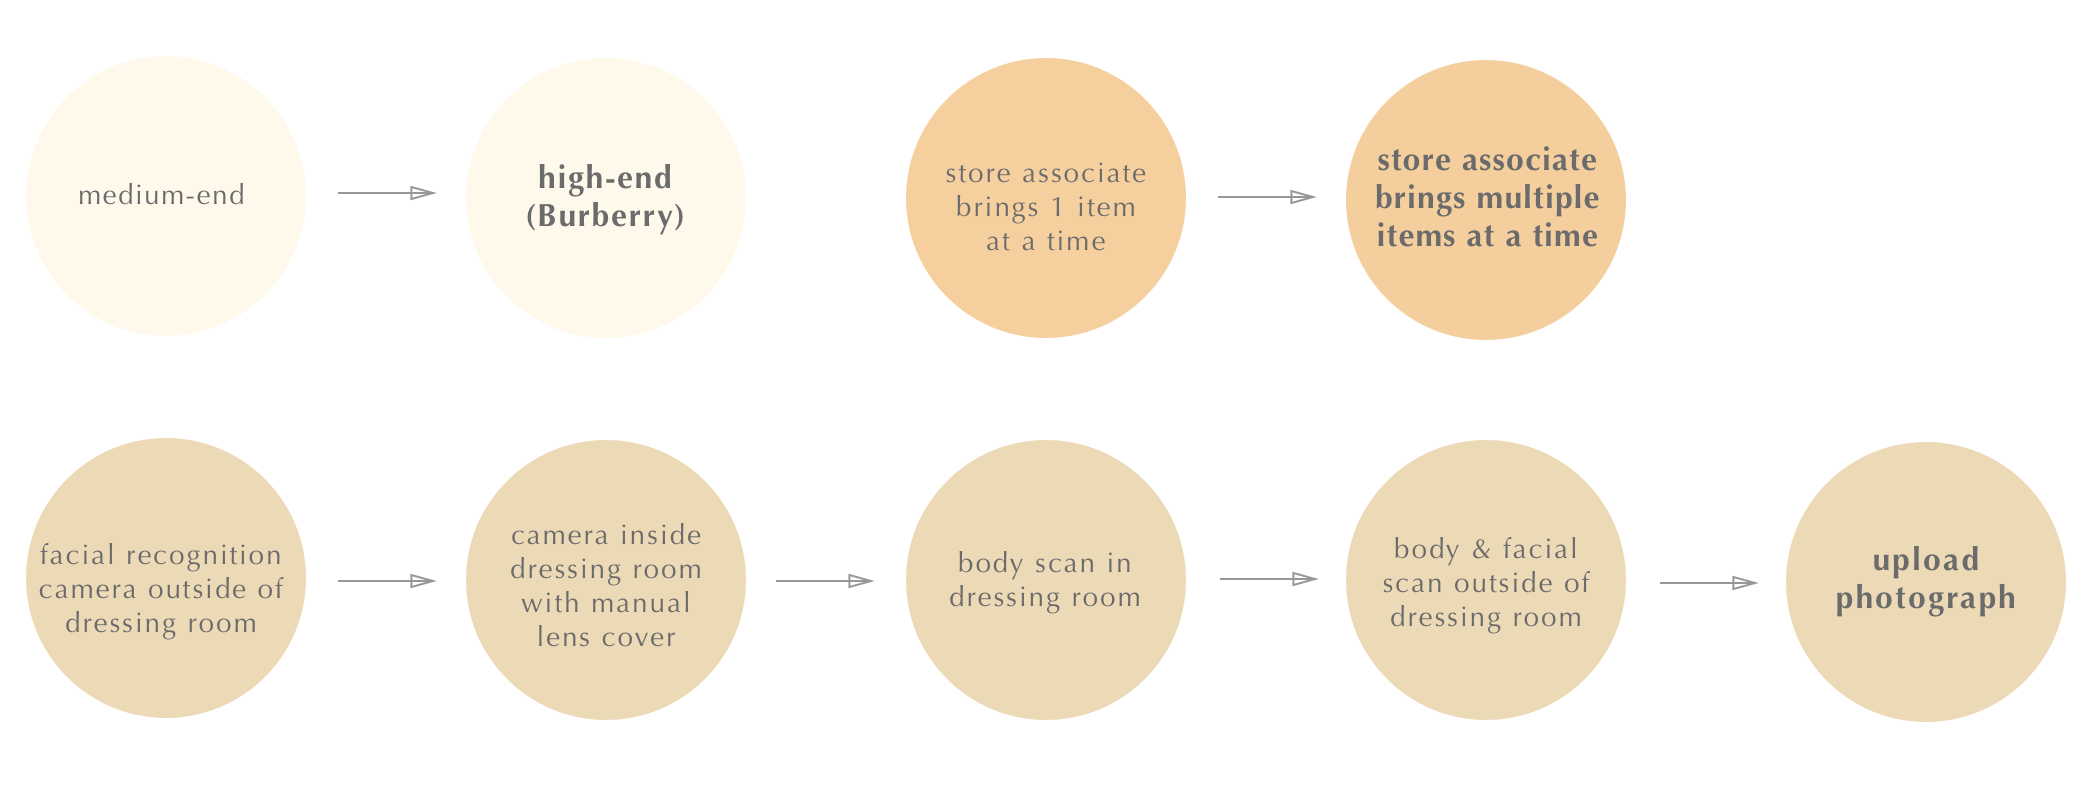 medium-end
high-end
(Burberry)
store associate
brings 1 item
at a time
store associate
brings multiple
items at a time
facial recognition
camera outside of
dressing room
camera inside
dressing room
with manual
lens cover
body scan in
dressing room
body & facial
scan outside of
dressing room
upload
photograph